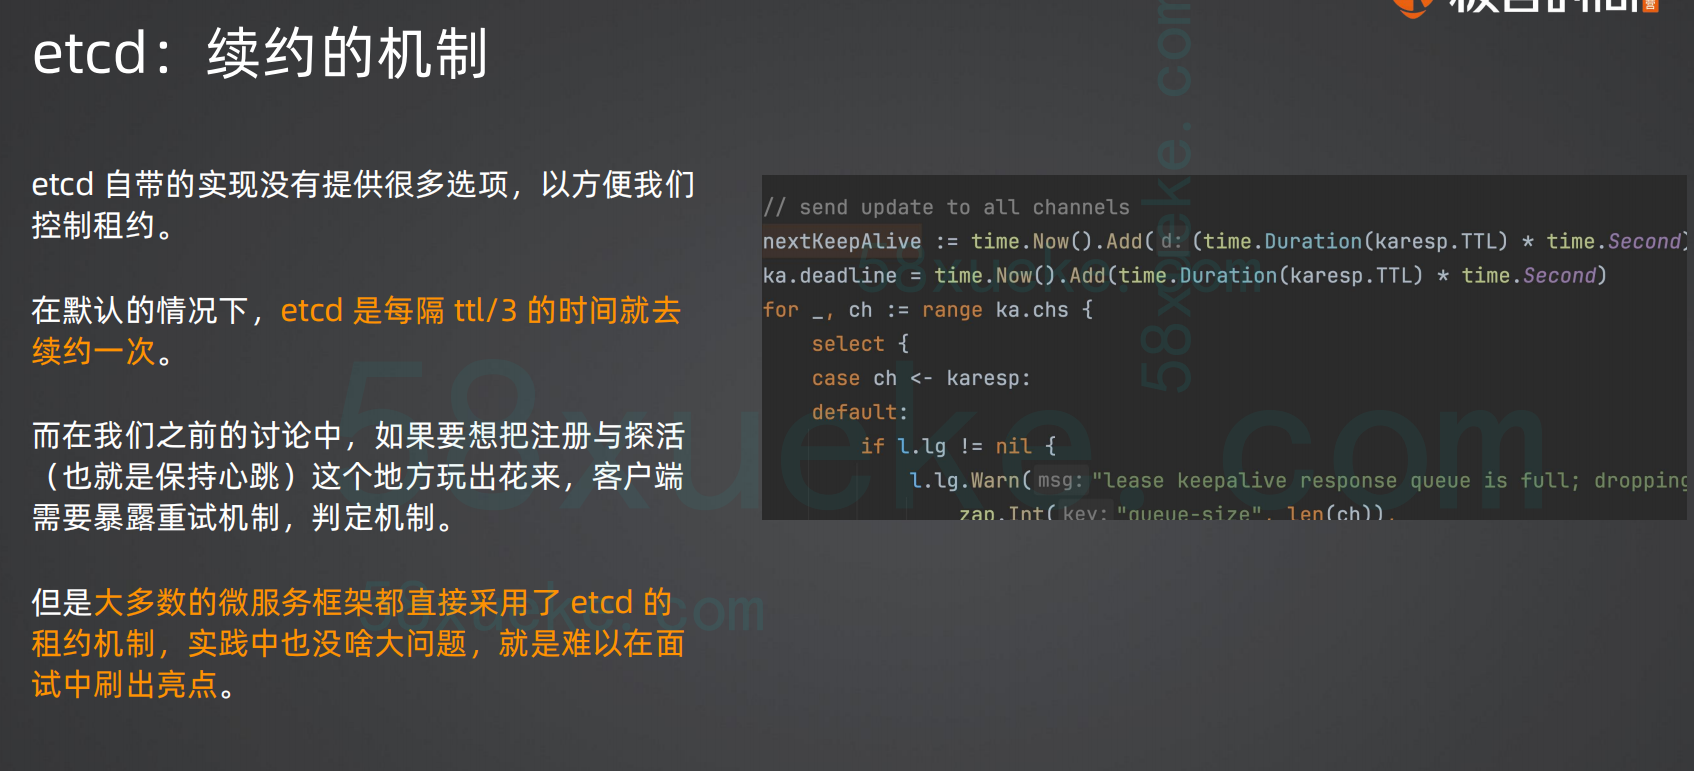 etcd：续约的机制
etcd 自带的实现没有提供很多选项，以方便我们
控制租约。
在默认的情况下，etcd 是每隔 ttl/3 的时间就去
续约一次。
而在我们之前的讨论中，如果要想把注册与探活
（也就是保持心跳）这个地方玩出花来，客户端
需要暴露重试机制，判定机制。
但是大多数的微服务框架都直接采用了 etcd 的
租约机制，实践中也没啥大问题，就是难以在面
试中刷出亮点。
// send update to all channels
nextKeepAlive := time.Now().Add( d: (time.Duration(karesp.TTL) * time.Second)
ka.deadline = time.Now().Add(time.Duration(karesp.TTL) * time.Second)
for _, ch := range ka.chs {
select {
case ch <- karesp:
default:
if l.lg != nil {
l.lg.Warn( msg: "lease keepalive response queue is full; dropping
zap.Int( key: "queue-size", len(ch)),
58xueke.com
58xueke.com
58xueke.com
58xueke.com